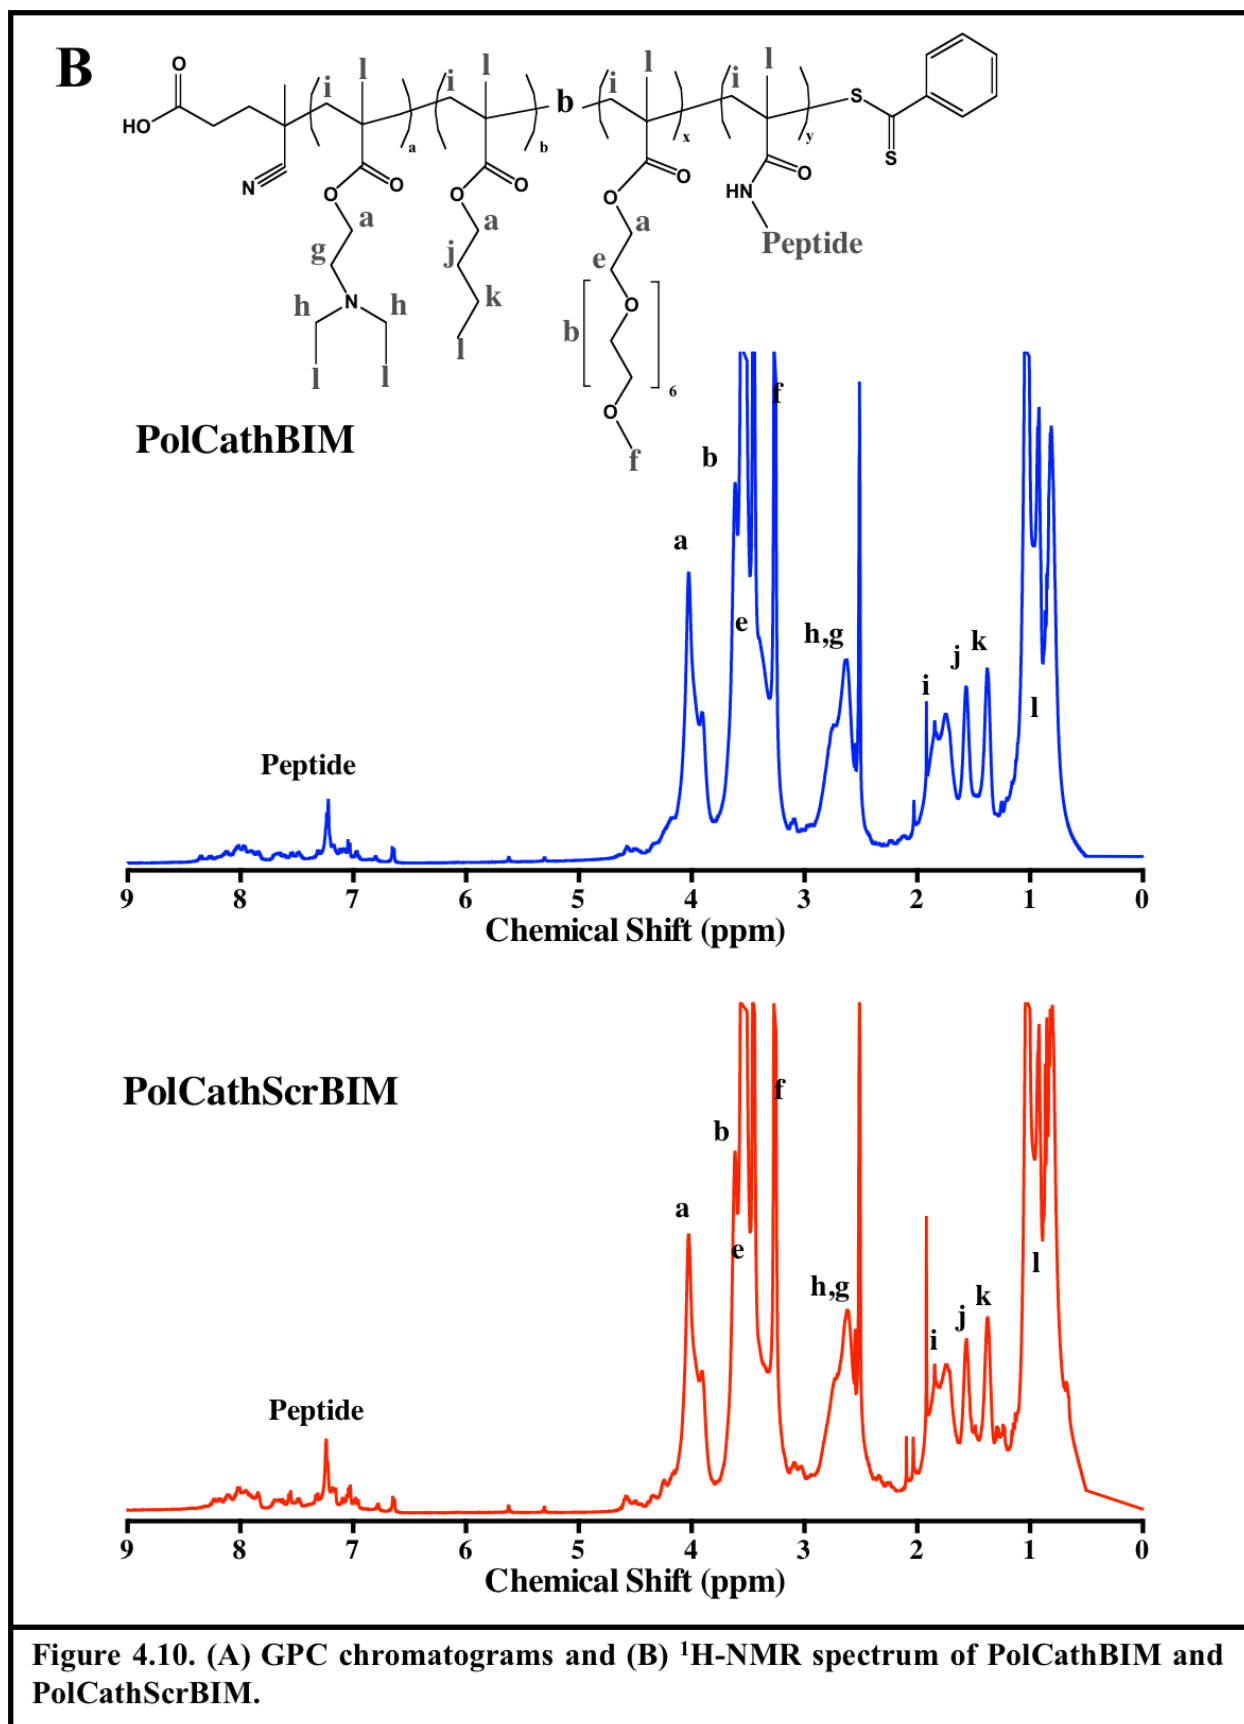 B
O
HO
N
i
l
a
i
l
b
b
i
l
x
i
l
y
S
S
O
O
O
O
O
O
HN
O
a
g
N
h
h
l
l
a
j
k
l
a
e
O
b
6
O
f
Peptide
PolCathBIM
a
b
e
f
h,g
i
j
k
l
Peptide
9 8 7 6 5 4 3 2 1 0
Chemical Shift (ppm)
PolCathScrBIM
a
b
e
f
h,g
i
j
k
l
Peptide
9 8 7 6 5 4 3 2 1 0
Chemical Shift (ppm)
Figure 4.10. (A) GPC chromatograms and (B) ¹H-NMR spectrum of PolCathBIM and
PolCathScrBIM.